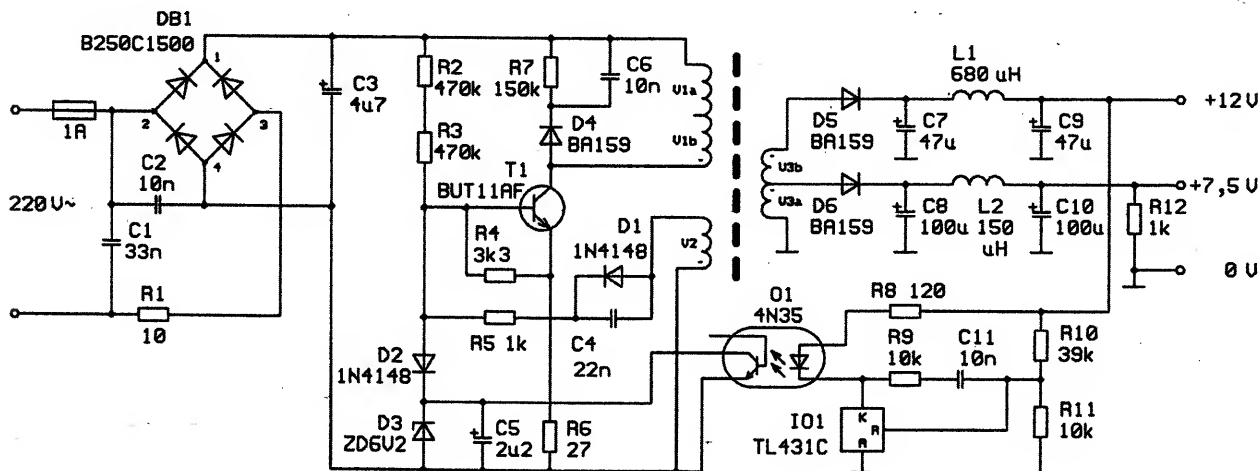 DB1
B250C1500
1
2
3
4
1A
C2
10n
220V~
C1
33n
R1
10
C3
4u7
R2
470k
R3
470k
R7
150k
C6
10n
D4
BA159
V1a
V1b
T1
BUT11AF
R4
3k3
D1
1N4148
V2
R5 1k
C4
22n
D2
1N4148
D3
ZD6V2
C5
2u2
R6
27
V3b
V3a
D5
BA159
C7
47u
L1
680 uH
C9
47u
+12V
D6
BA159
C8
100u
L2
150
uH
C10
100u
+7,5V
R12
1k
0 V
O1
4N35
R8 120
R9
10k
C11
10n
R10
39k
R11
10k
IO1
TL431C
K
R
A